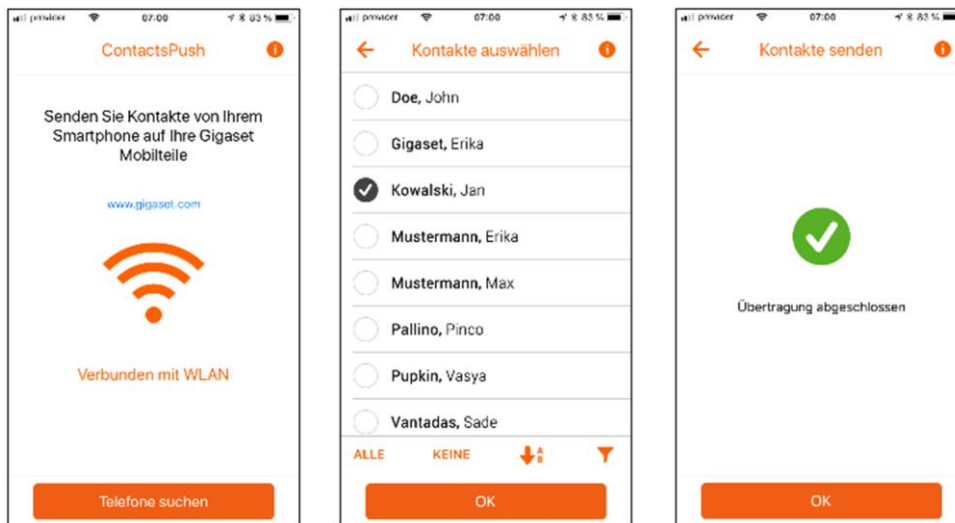 provider 07:00 83 %
ContactsPush
Senden Sie Kontakte von Ihrem
Smartphone auf Ihre Gigaset
Mobilteile
www.gigaset.com
Verbunden mit WLAN
Telefone suchen
provider 07:00 83 %
Kontakte auswählen
Doe, John
Gigaset, Erika
Kowalski, Jan
Mustermann, Erika
Mustermann, Max
Pallino, Pinco
Pupkin, Vasya
Vantadas, Sade
ALLE KEINE A
B
OK
provider 07:00 83 %
Kontakte senden
Übertragung abgeschlossen
OK